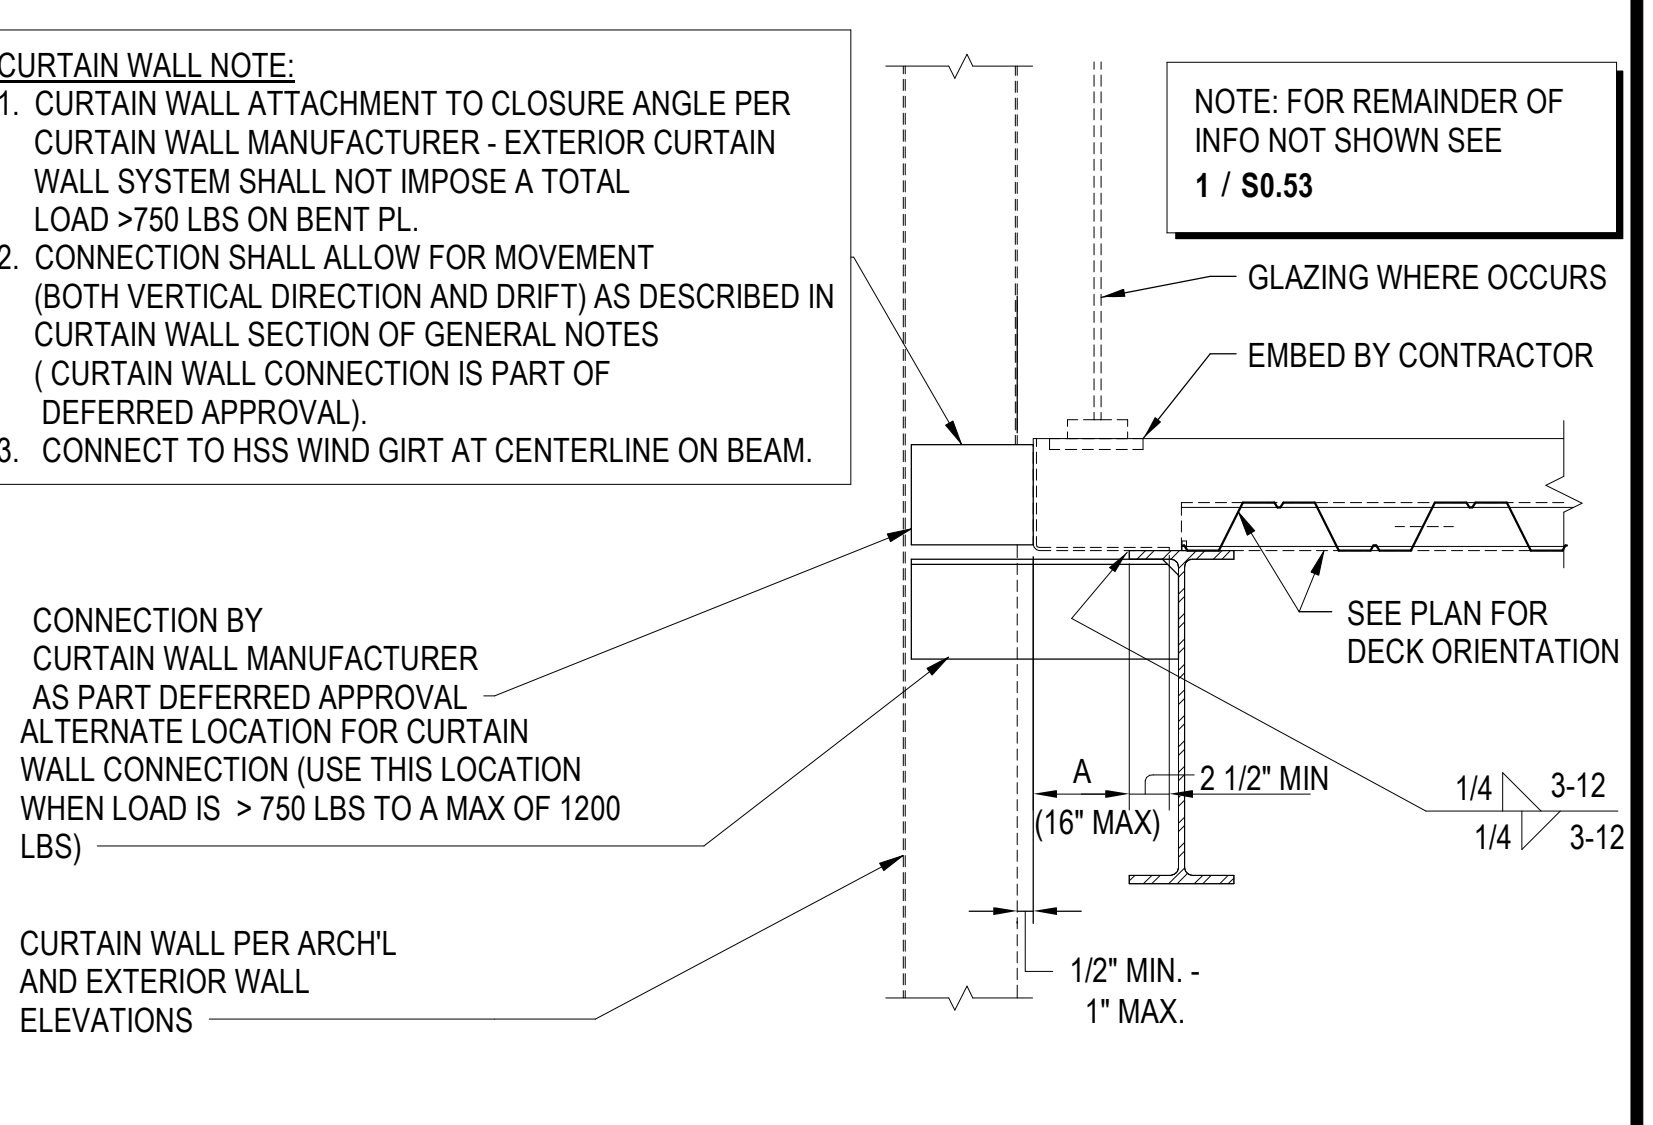 CURTAIN WALL NOTE:
1. CURTAIN WALL ATTACHMENT TO CLOSURE ANGLE PER
CURTAIN WALL MANUFACTURER - EXTERIOR CURTAIN
WALL SYSTEM SHALL NOT IMPOSE A TOTAL
LOAD >750 LBS ON BENT PL.
2. CONNECTION SHALL ALLOW FOR MOVEMENT
(BOTH VERTICAL DIRECTION AND DRIFT) AS DESCRIBED IN
CURTAIN WALL SECTION OF GENERAL NOTES
( CURTAIN WALL CONNECTION IS PART OF
DEFERRED APPROVAL).
3. CONNECT TO HSS WIND GIRT AT CENTERLINE ON BEAM.
NOTE: FOR REMAINDER OF
INFO NOT SHOWN SEE
1 / S0.53
GLAZING WHERE OCCURS
EMBED BY CONTRACTOR
SEE PLAN FOR
DECK ORIENTATION
CONNECTION BY
CURTAIN WALL MANUFACTURER
AS PART DEFERRED APPROVAL
ALTERNATE LOCATION FOR CURTAIN
WALL CONNECTION (USE THIS LOCATION
WHEN LOAD IS > 750 LBS TO A MAX OF 1200
LBS)
A
(16" MAX)
2 1/2" MIN
1/4 3-12
1/4 3-12
CURTAIN WALL PER ARCH'L
AND EXTERIOR WALL
ELEVATIONS
1/2" MIN. -
1" MAX.